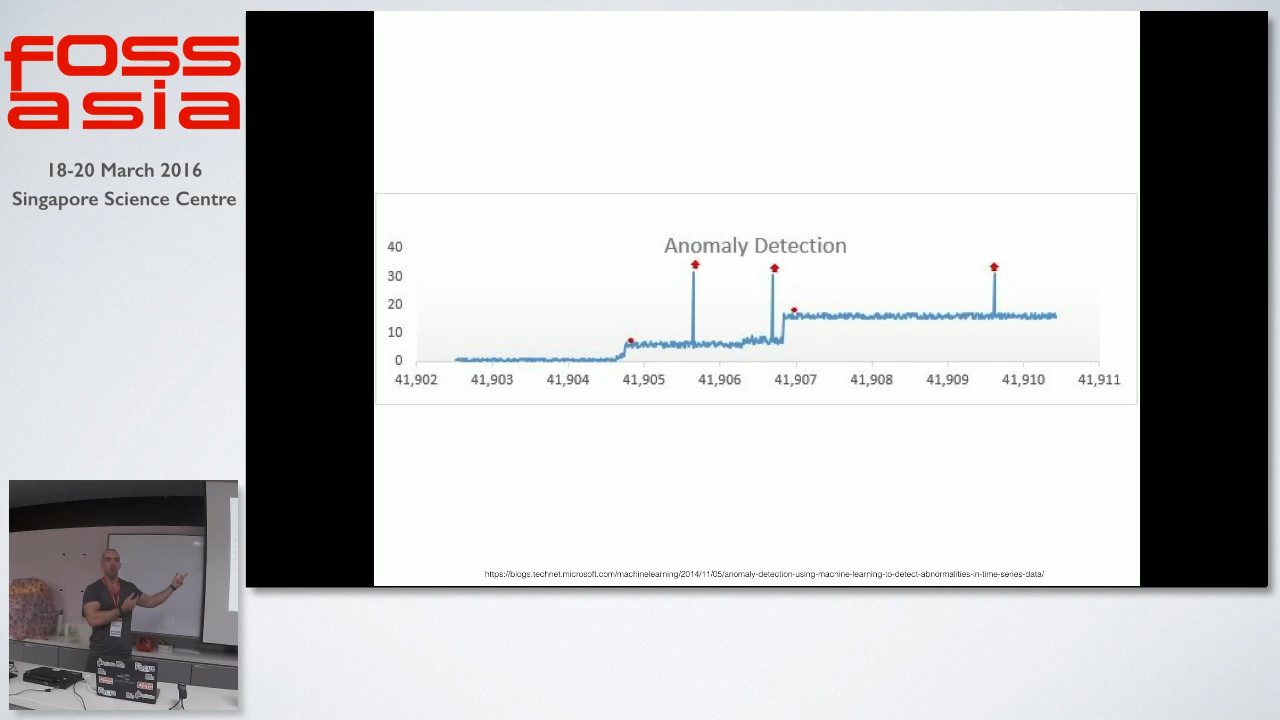 foss
asia
18-20 March 2016
Singapore Science Centre
Anomaly Detection
40
30
20
10
0
41,902 41,903 41,904 41,905 41,906 41,907 41,908 41,909 41,910 41,911
https://blogs.technet.microsoft.com/machinelearning/2014/11/05/anomaly-detection-using-machine-learning-to-detect-abnormalities-in-time-series-data/